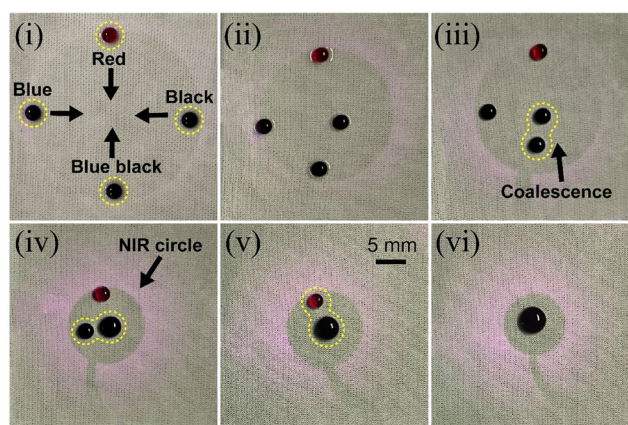 (i)
Red
Blue
Black
Blue black
(ii)
(iii)
Coalescence
(iv)
NIR circle
(v)
5 mm
(vi)